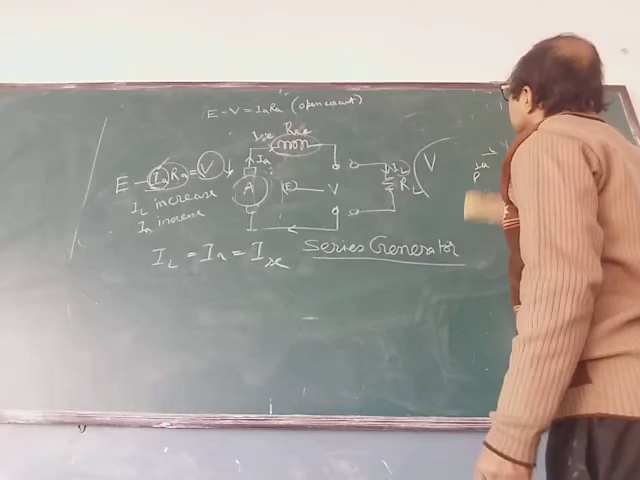 E - V = IaRa (open circuit)
Ise Rse
Ia
E - IaRa = V ↓
A
E
V
IL
RL
V
IL increase
Ia increase
IL = Ia = Ise
Series Generator